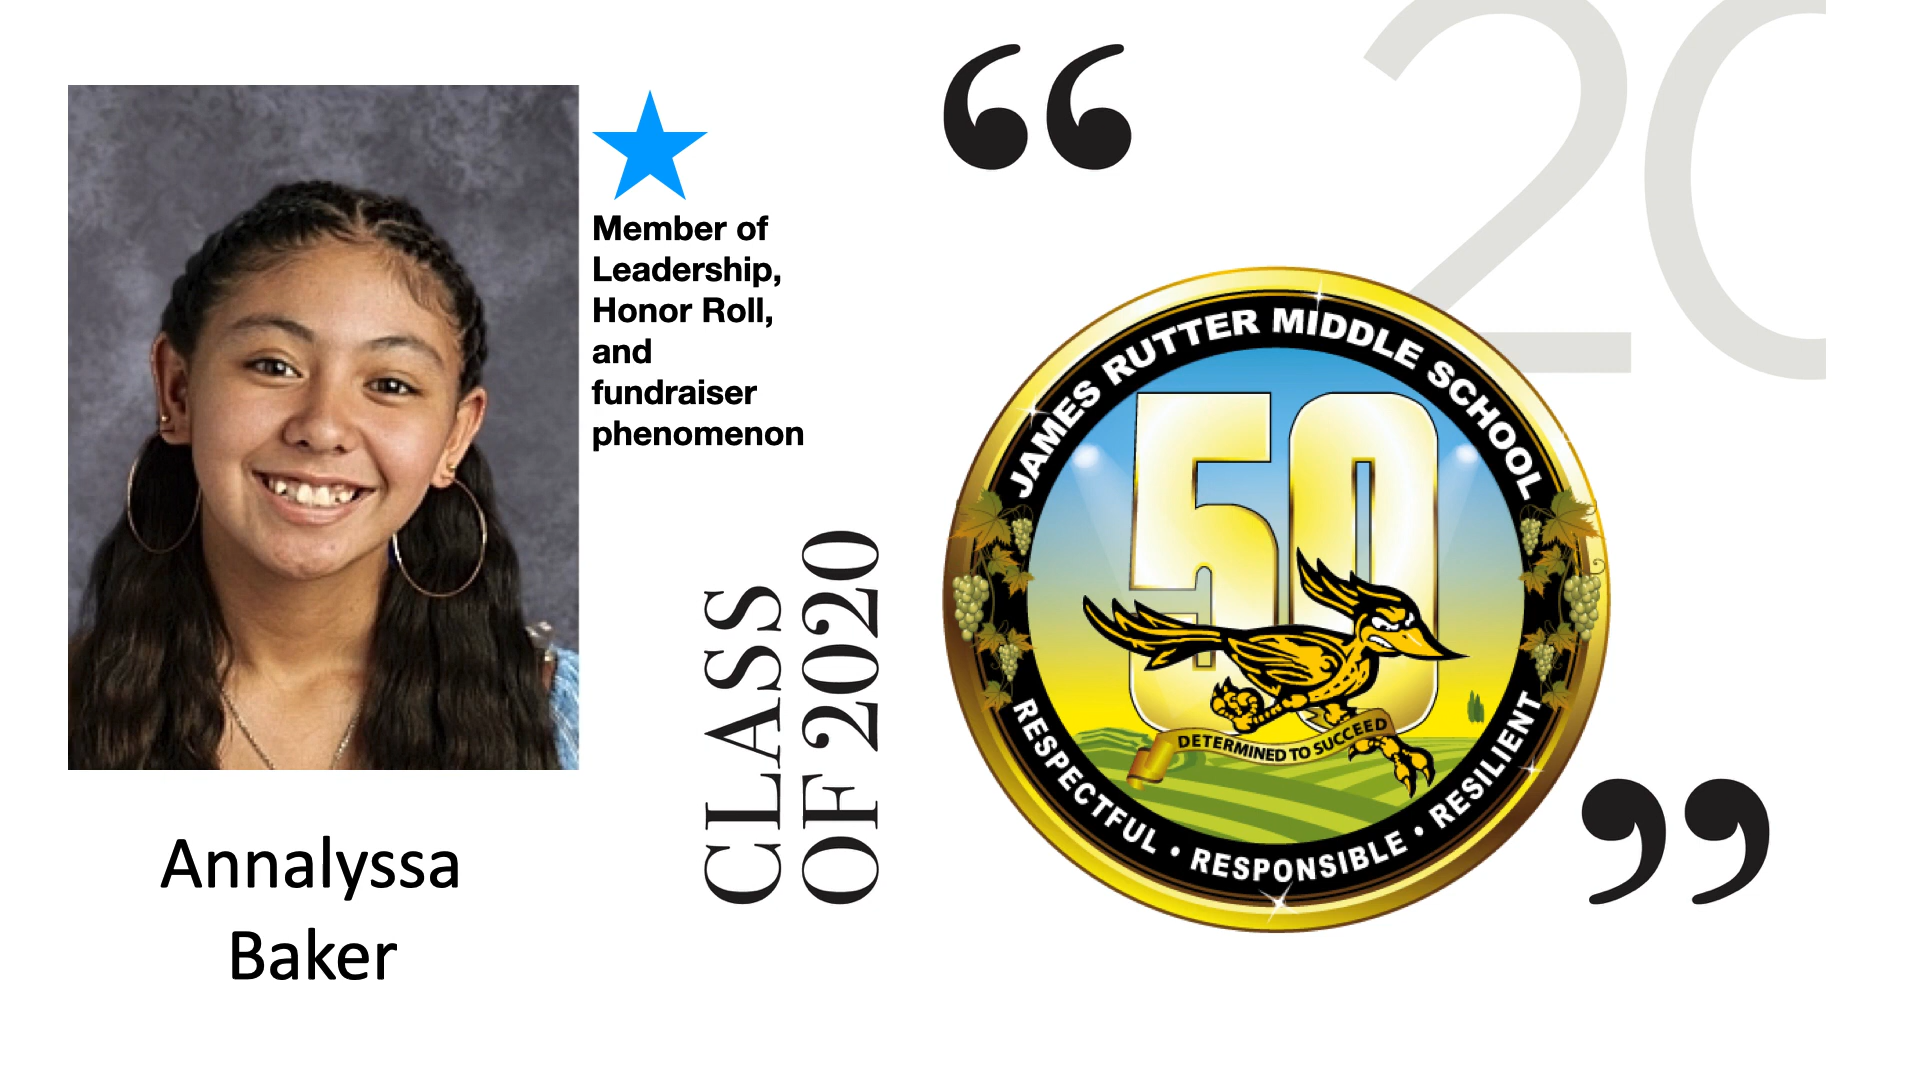 Member of
Leadership,
Honor Roll,
and
fundraiser
phenomenon
Annalyssa
Baker
CLASS
OF 2020
“
20
JAMES RUTTER MIDDLE SCHOOL
50
DETERMINED TO SUCCEED
RESPECTFUL • RESPONSIBLE • RESILIENT
”